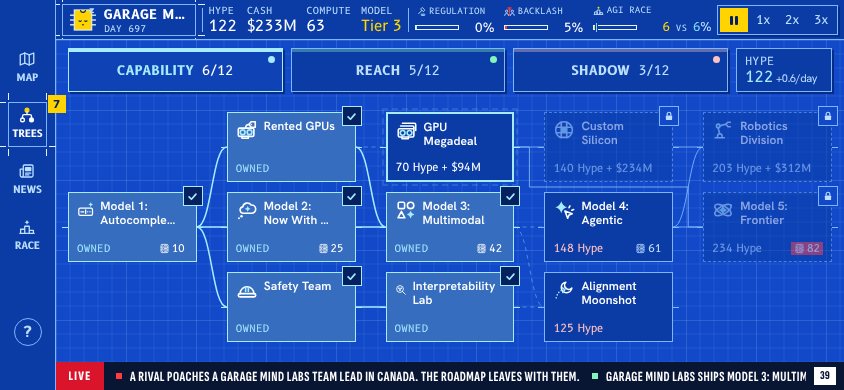 GARAGE M...
DAY 697
HYPE
122
CASH
$233M
COMPUTE
63
MODEL
Tier 3
REGULATION
0%
BACKLASH
5%
AGI RACE
6 VS 6%
1x 2x 3x
MAP
7
TREES
NEWS
RACE
?
CAPABILITY 6/12
REACH 5/12
SHADOW 3/12
HYPE
122 +0.6/day
Rented GPUs
OWNED
GPU
Megadeal
70 Hype + $94M
Custom
Silicon
140 Hype + $234M
Robotics
Division
203 Hype + $312M
Model 1:
Autocomple...
OWNED 10
Model 2:
Now With ...
OWNED 25
Model 3:
Multimodal
OWNED 42
Model 4:
Agentic
148 Hype 61
Model 5:
Frontier
234 Hype 82
Safety Team
OWNED
Interpretability
Lab
OWNED
Alignment
Moonshot
125 Hype
LIVE
A RIVAL POACHES A GARAGE MIND LABS TEAM LEAD IN CANADA. THE ROADMAP LEAVES WITH THEM. GARAGE MIND LABS SHIPS MODEL 3: MULTIM
39